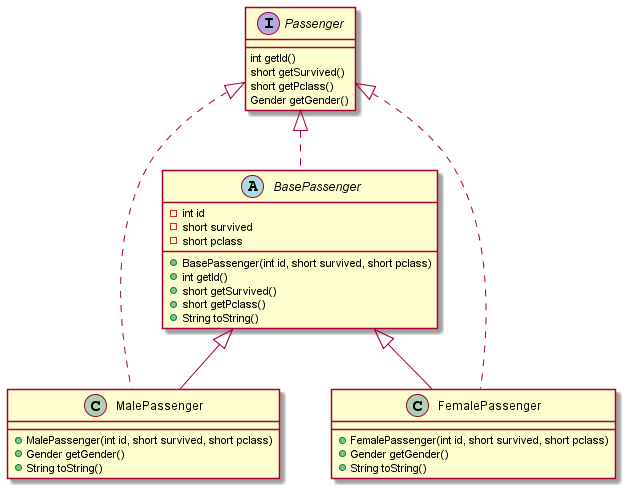 I Passenger
int getId()
short getSurvived()
short getPclass()
Gender getGender()
A BasePassenger
int id
short survived
short pclass
BasePassenger(int id, short survived, short pclass)
int getId()
short getSurvived()
short getPclass()
String toString()
C MalePassenger
MalePassenger(int id, short survived, short pclass)
Gender getGender()
String toString()
C FemalePassenger
FemalePassenger(int id, short survived, short pclass)
Gender getGender()
String toString()